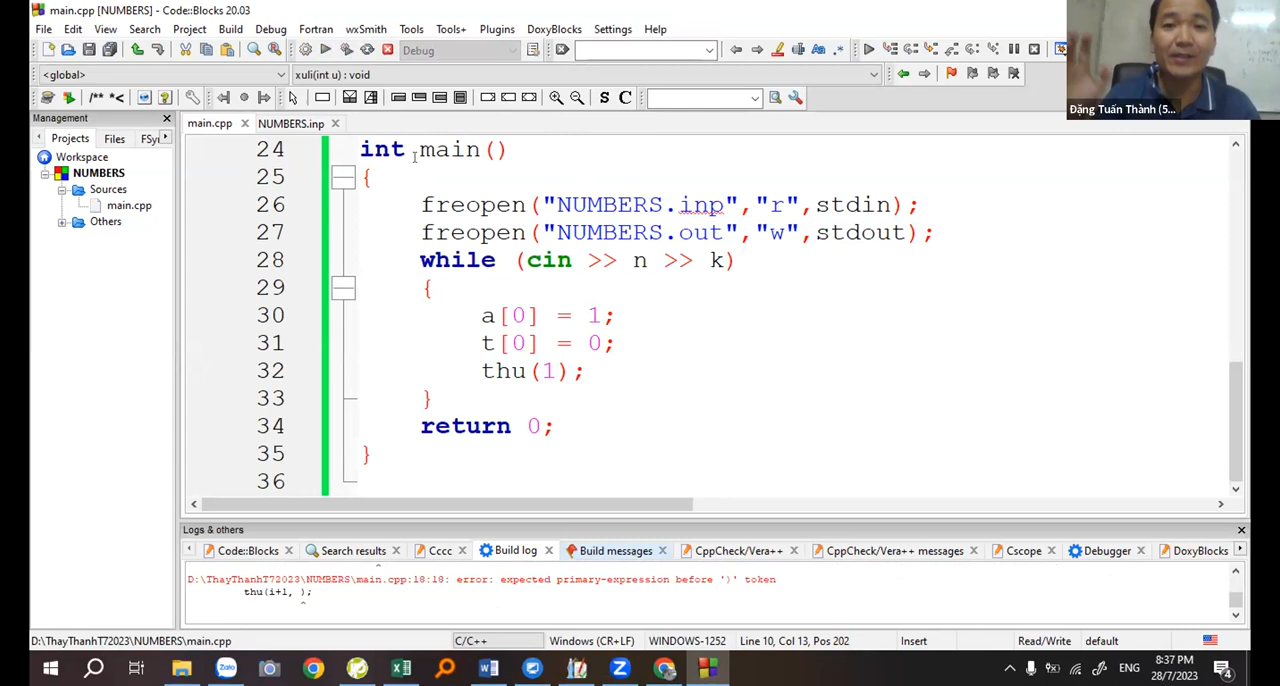 main.cpp [NUMBERS] - Code::Blocks 20.03
File Edit View Search Project Build Debug Fortran wxSmith Tools Tools+ Plugins DoxyBlocks Settings Help
Debug
<global> xuli(int u) : void
/** *< S C
Đặng Tuấn Thành (5...
Management
Projects Files FSy
Workspace
NUMBERS
Sources
main.cpp
Others
main.cpp NUMBERS.inp
24 int main()
25 {
26 freopen("NUMBERS.inp","r",stdin);
27 freopen("NUMBERS.out","w",stdout);
28 while (cin >> n >> k)
29 {
30 a[0] = 1;
31 t[0] = 0;
32 thu(1);
33 }
34 return 0;
35 }
36
Logs & others
Code::Blocks Search results Cccc Build log Build messages CppCheck/Vera++ CppCheck/Vera++ messages Cscope Debugger DoxyBlocks
^
D:\ThayThanhT72023\NUMBERS\main.cpp:18:18: error: expected primary-expression before ')' token
thu(i+1, );
^
D:\ThayThanhT72023\NUMBERS\main.cpp C/C++ Windows (CR+LF) WINDOWS-1252 Line 10, Col 13, Pos 202 Insert Read/Write default
Zalo ENG 8:37 PM
28/7/2023 4